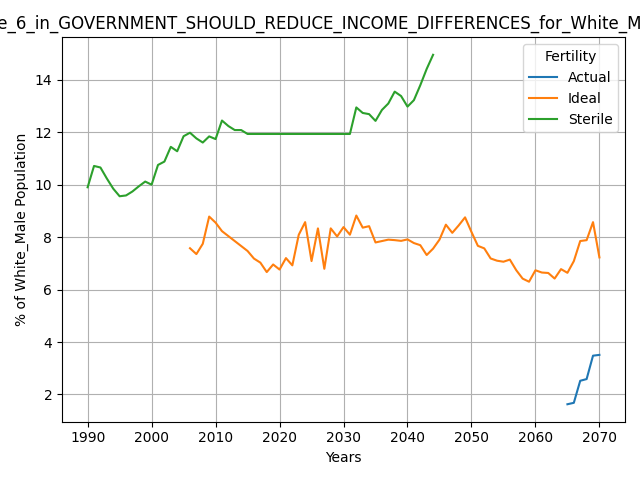 e_6_in_GOVERNMENT_SHOULD_REDUCE_INCOME_DIFFERENCES_for_White_M
Fertility
Actual
Ideal
Sterile
% of White_Male Population
14
12
10
8
6
4
2
1990 2000 2010 2020 2030 2040 2050 2060 2070
Years